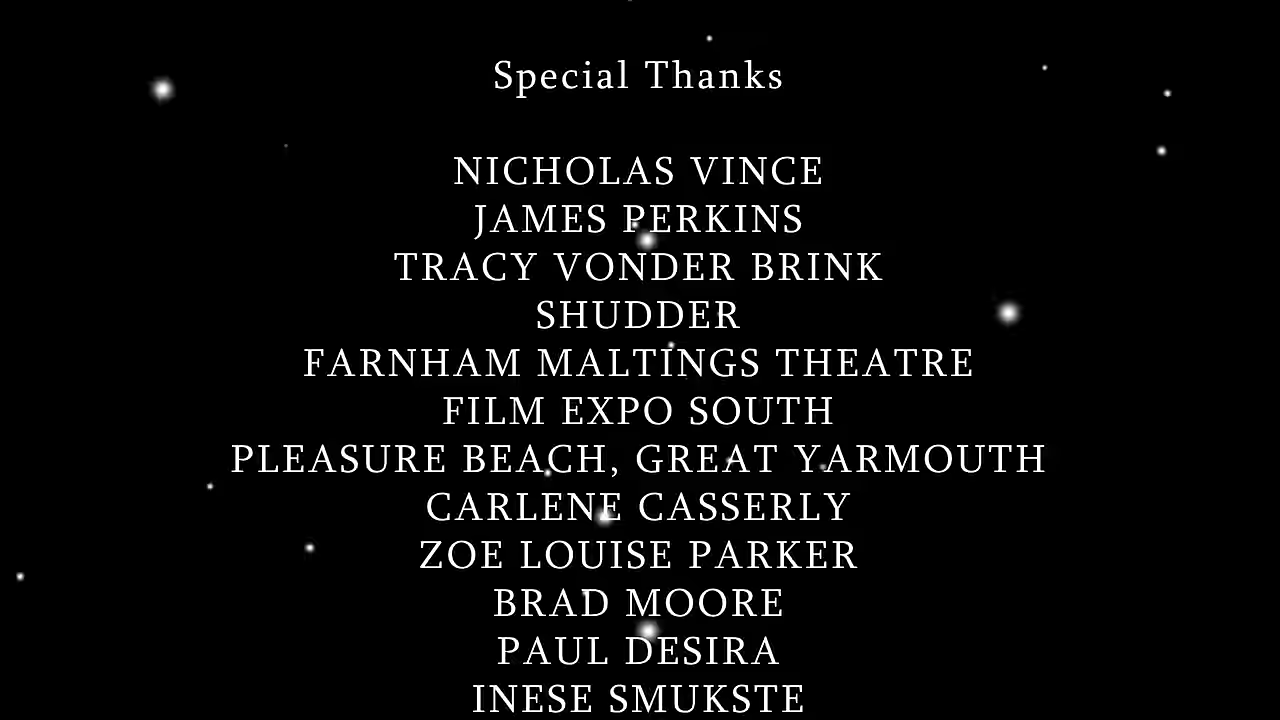 Special Thanks
NICHOLAS VINCE
JAMES PERKINS
TRACY VONDER BRINK
SHUDDER
FARNHAM MALTINGS THEATRE
FILM EXPO SOUTH
PLEASURE BEACH, GREAT YARMOUTH
CARLENE CASSERLY
ZOE LOUISE PARKER
BRAD MOORE
PAUL DESIRA
INESE SMUKSTE